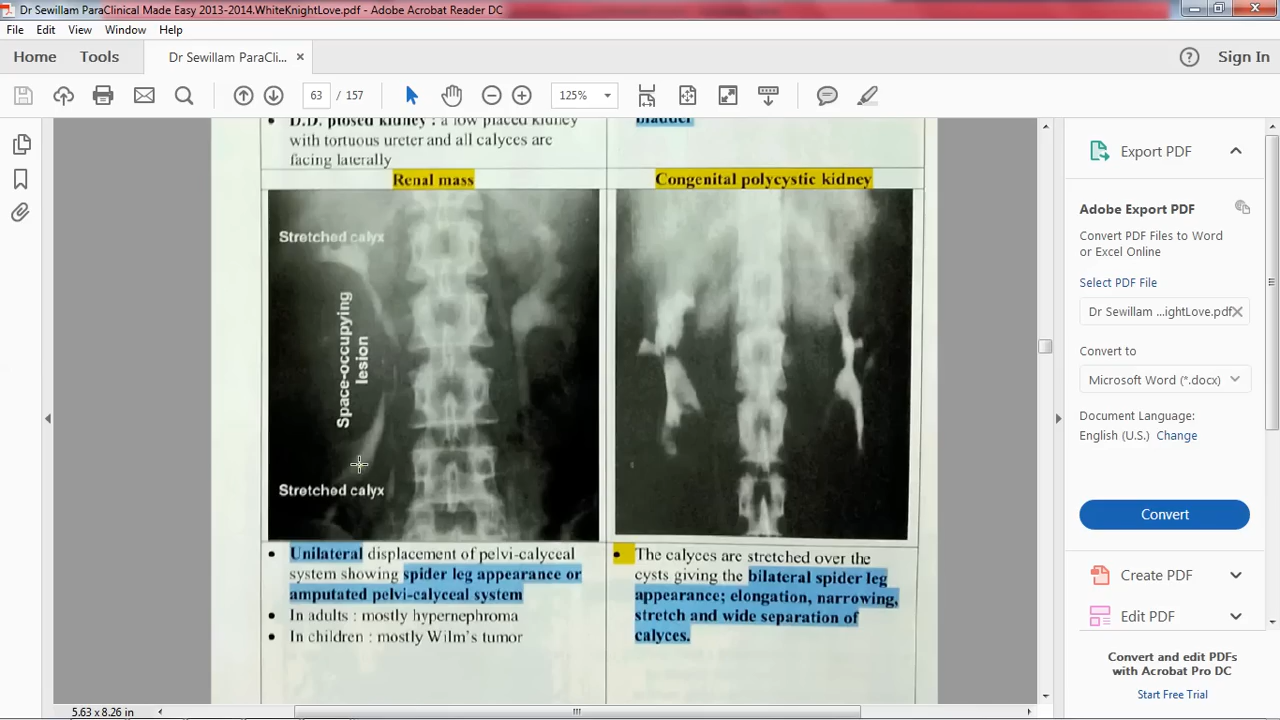 Dr Sewillam ParaClinical Made Easy 2013-2014.WhiteKnightLove.pdf - Adobe Acrobat Reader DC
File Edit View Window Help
Home Tools Dr Sewillam ParaCli... × Sign In
63 / 157 125%
D.D. ptosed kidney : a low placed kidney
with tortuous ureter and all calyces are
facing laterally
bladder
Renal mass
Congenital polycystic kidney
Stretched calyx
Space-occupying
lesion
Stretched calyx
• Unilateral displacement of pelvi-calyceal
system showing spider leg appearance or
amputated pelvi-calyceal system
• In adults : mostly hypernephroma
• In children : mostly Wilm's tumor
• The calyces are stretched over the
cysts giving the bilateral spider leg
appearance; elongation, narrowing,
stretch and wide separation of
calyces.
5.63 x 8.26 in
Export PDF
Adobe Export PDF
Convert PDF Files to Word
or Excel Online
Select PDF File
Dr Sewillam ...ightLove.pdf
Convert to
Microsoft Word (*.docx)
Document Language:
English (U.S.) Change
Convert
Create PDF
Edit PDF
Convert and edit PDFs
with Acrobat Pro DC
Start Free Trial